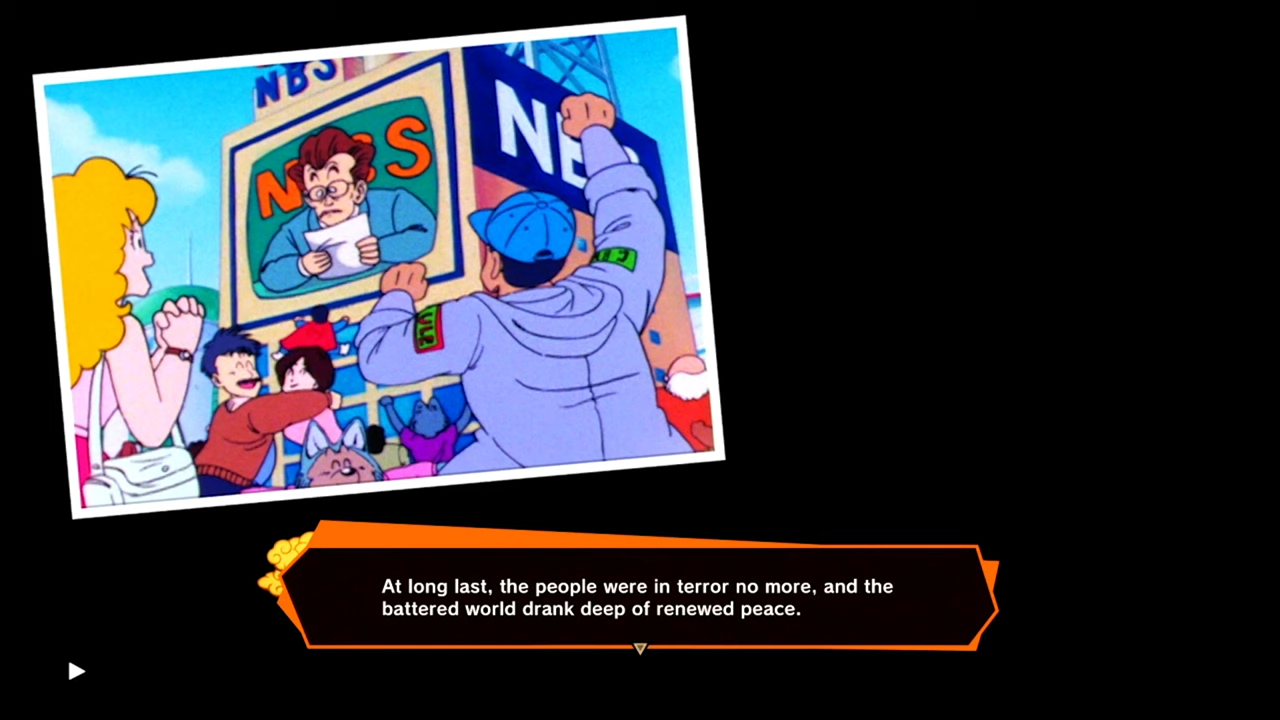 NBS
NBS
NB
At long last, the people were in terror no more, and the
battered world drank deep of renewed peace.